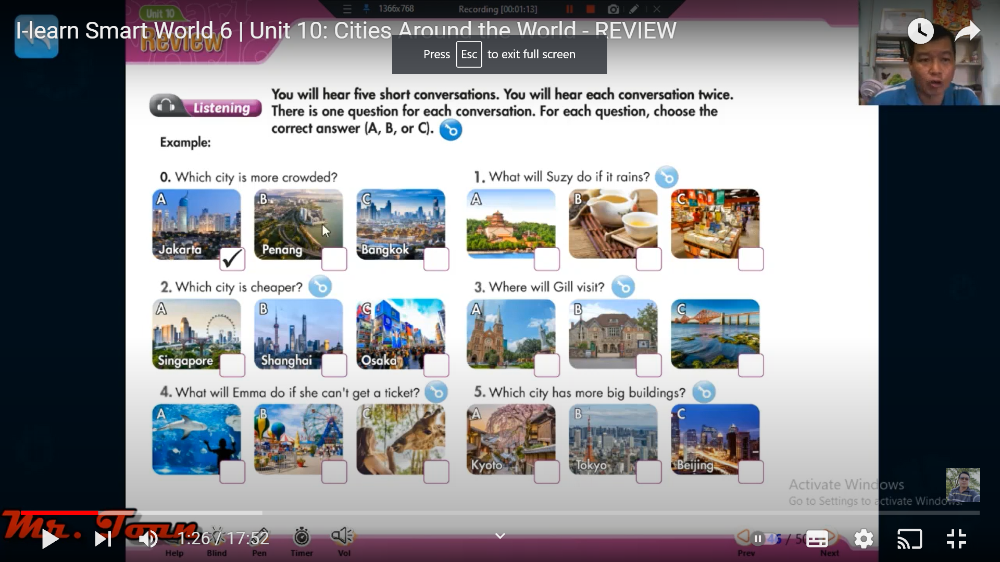 Unit 10
1366x768
Recording [00:01:13]
I-learn Smart World 6 | Unit 10: Cities Around the World - REVIEW
Review
Press Esc to exit full screen
Listening
You will hear five short conversations. You will hear each conversation twice.
There is one question for each conversation. For each question, choose the
correct answer (A, B, or C).
Example:
0. Which city is more crowded?
A
Jakarta
B
Penang
C
Bangkok
1. What will Suzy do if it rains?
A
B
C
2. Which city is cheaper?
A
Singapore
B
Shanghai
C
Osaka
3. Where will Gill visit?
A
B
C
4. What will Emma do if she can't get a ticket?
A
B
C
5. Which city has more big buildings?
A
Kyoto
B
Tokyo
C
Beijing
Activate Windows
Go to Settings to activate Windows.
Mr. Toan
1:26 / 17:52
Help
Blind
Pen
Timer
Vol
46 / 50
Prev
Next